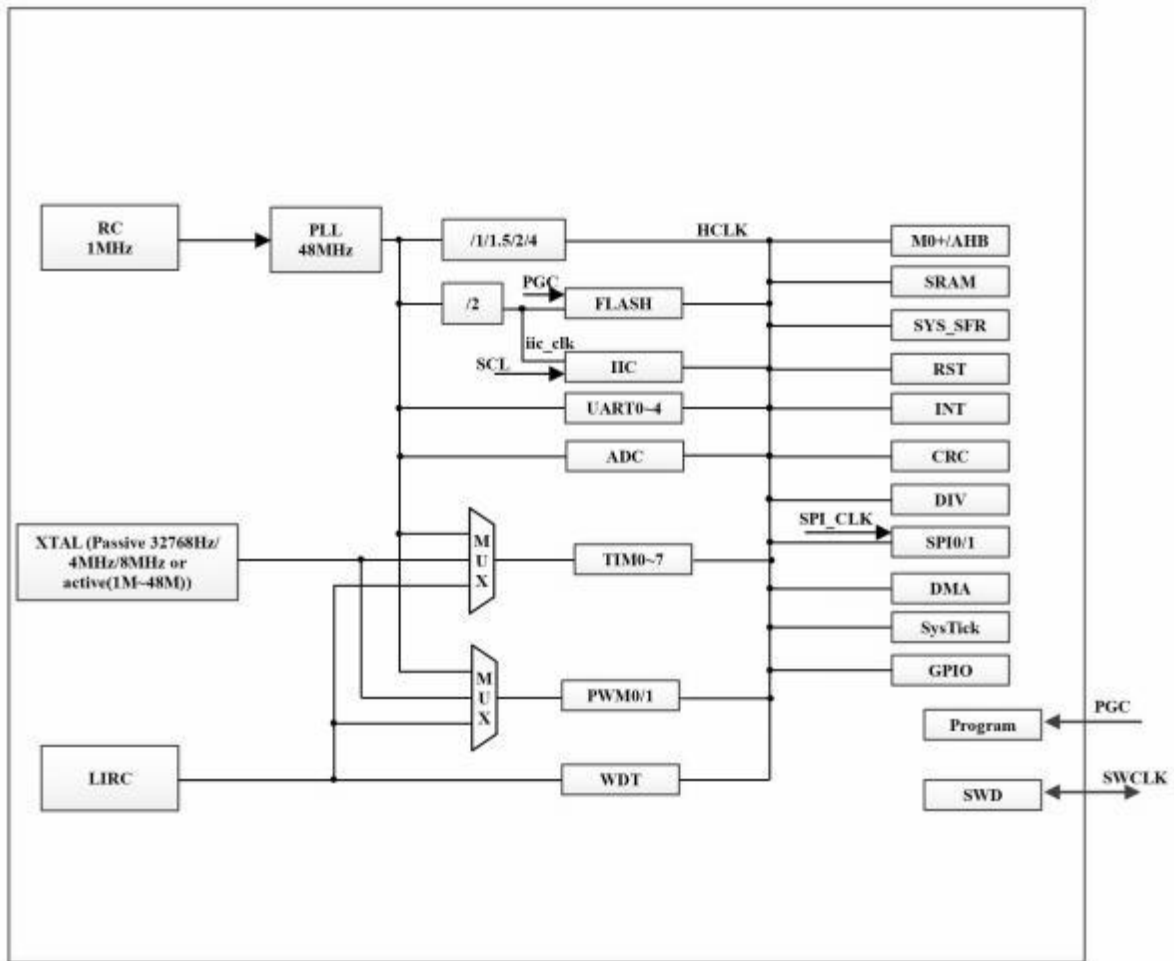 RC
1MHz
PLL
48MHz
/1/1.5/2/4
HCLK
M0+/AHB
SRAM
PGC
/2
FLASH
SYS_SFR
iic_clk
SCL
IIC
RST
UART0~4
INT
ADC
CRC
DIV
SPI_CLK
SPI0/1
XTAL (Passive 32768Hz/
4MHz/8MHz or
active(1M~48M))
MUX
TIM0~7
DMA
SysTick
GPIO
MUX
PWM0/1
PGC
Program
LIRC
WDT
SWCLK
SWD